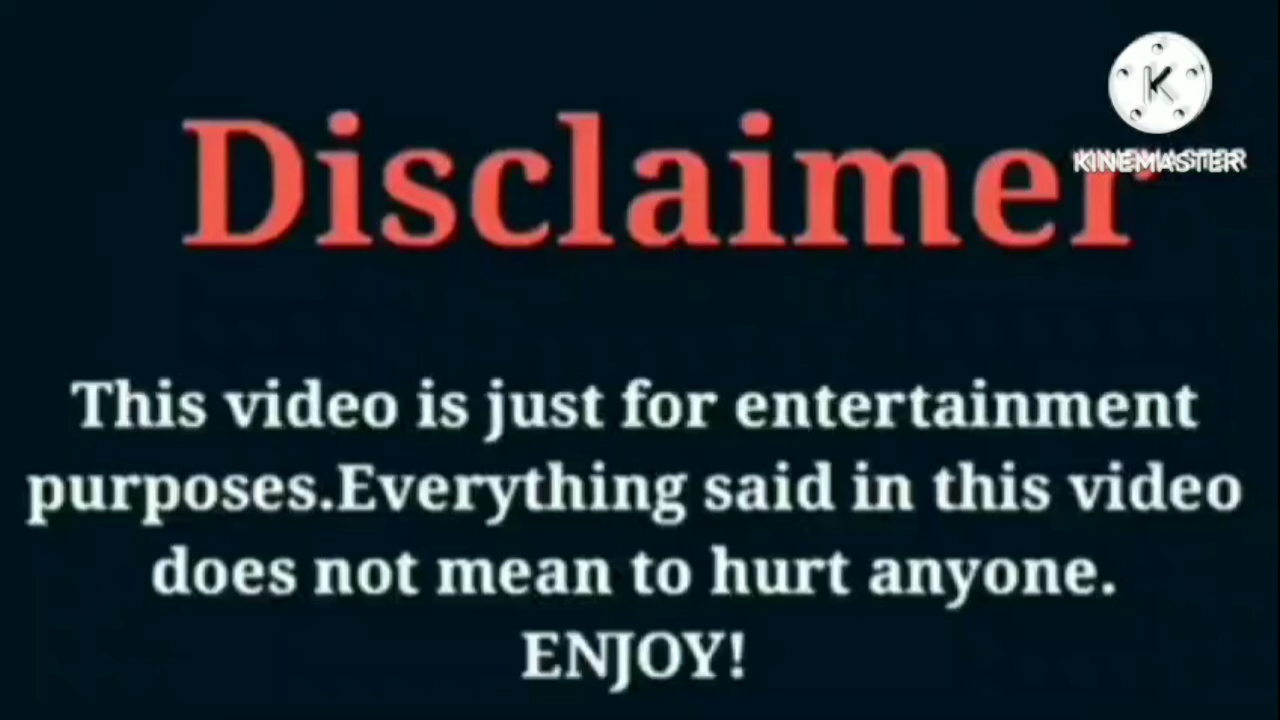 K
KINEMASTER
Disclaimer
This video is just for entertainment
purposes.Everything said in this video
does not mean to hurt anyone.
ENJOY!